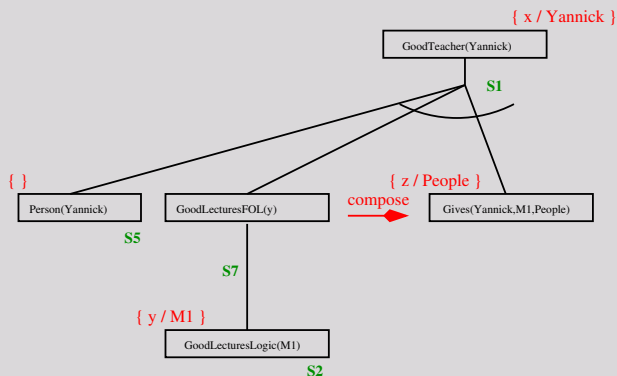 { x / Yannick }
GoodTeacher(Yannick)
S1
{ }
{ z / People }
Person(Yannick)
GoodLecturesFOL(y)
compose
Gives(Yannick,M1,People)
S5
S7
{ y / M1 }
GoodLecturesLogic(M1)
S2